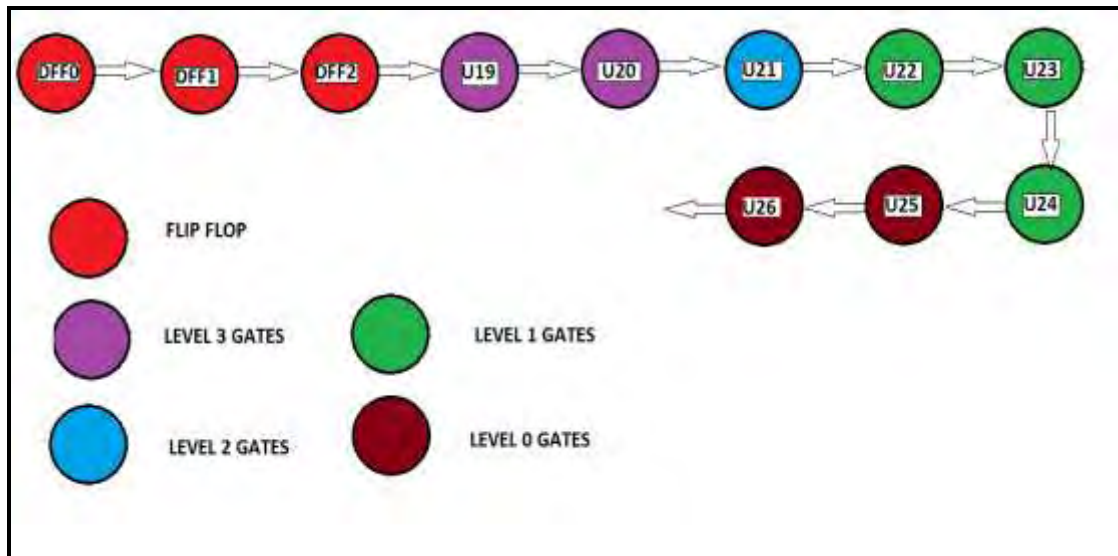 DFF0 DFF1 DFF2 U19 U20 U21 U22 U23
U26 U25 U24
FLIP FLOP
LEVEL 3 GATES
LEVEL 1 GATES
LEVEL 2 GATES
LEVEL 0 GATES